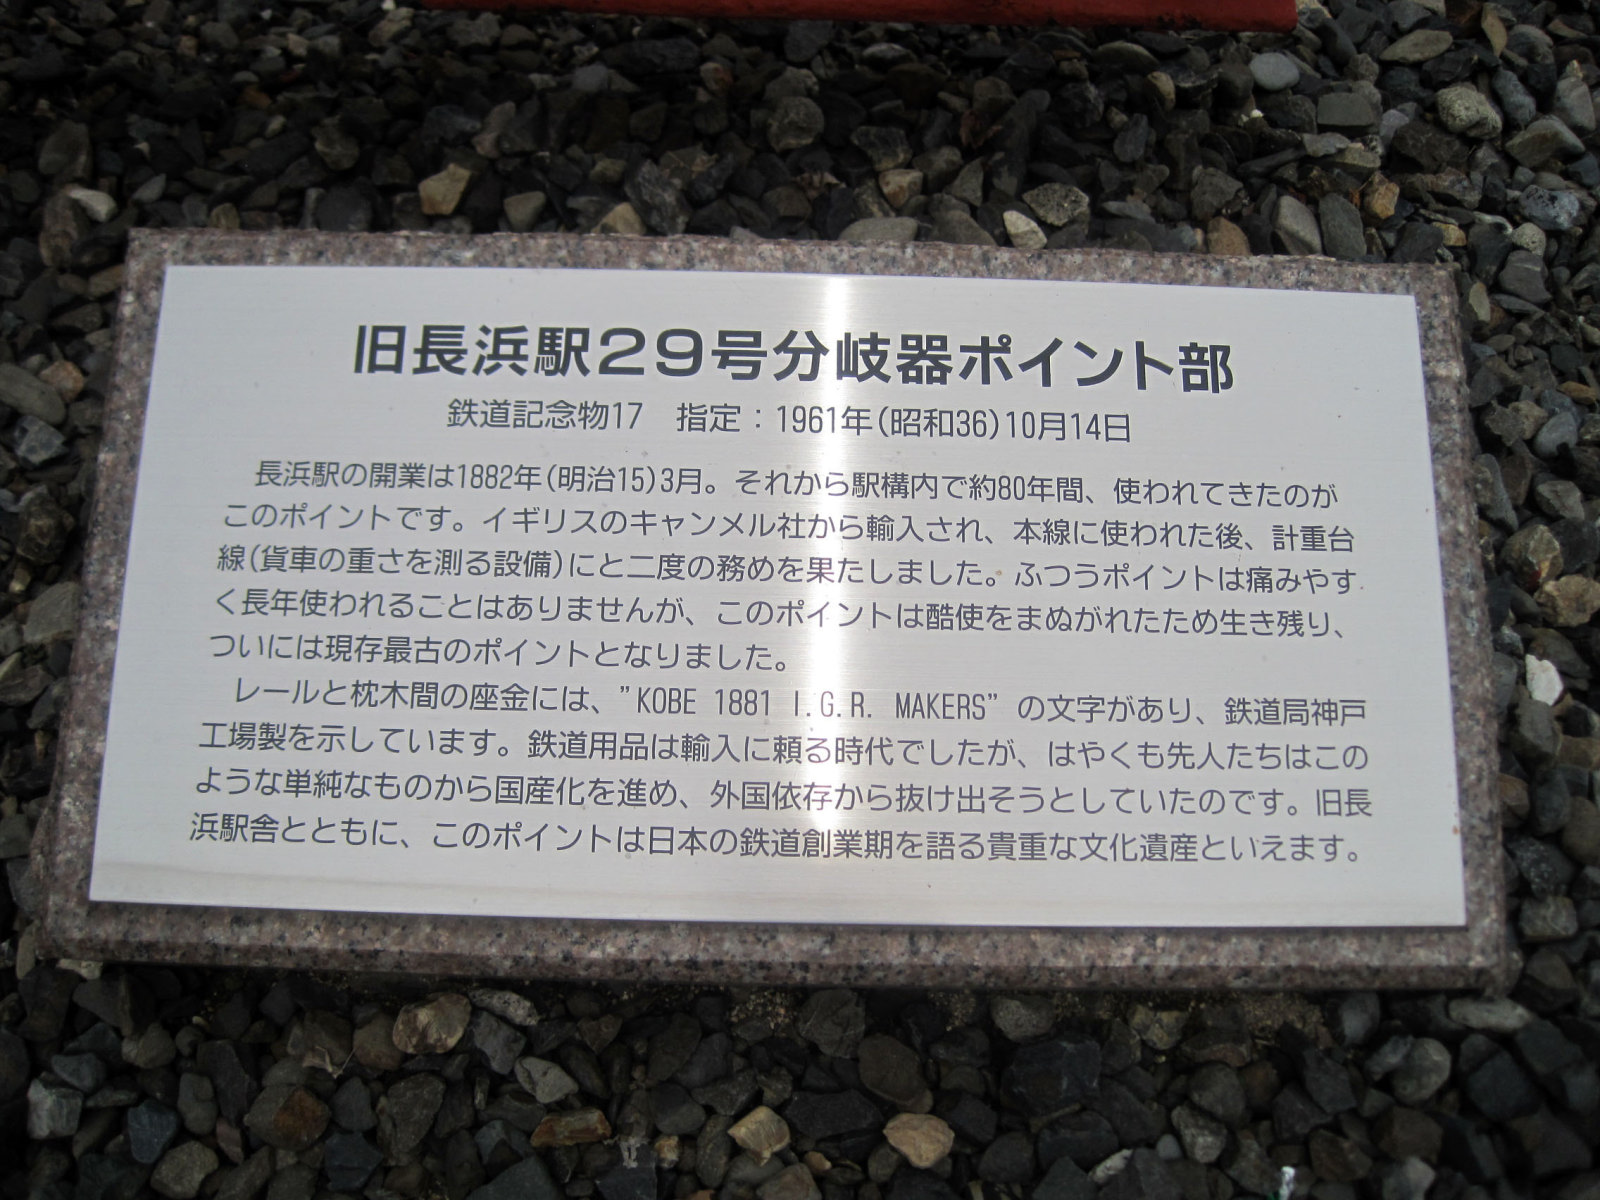 旧長浜駅29号分岐器ポイント部
鉄道記念物17　指定：1961年(昭和36)10月14日
長浜駅の開業は1882年(明治15)3月。それから駅構内で約80年間、使われてきたのが
このポイントです。イギリスのキャンメル社から輸入され、本線に使われた後、計重台
線(貨車の重さを測る設備)にと二度の務めを果たしました。ふつうポイントは痛みやす
く長年使われることはありませんが、このポイントは酷使をまぬがれたため生き残り、
ついには現存最古のポイントとなりました。
レールと枕木間の座金には、”KOBE 1881 I.G.R. MAKERS”の文字があり、鉄道局神戸
工場製を示しています。鉄道用品は輸入に頼る時代でしたが、はやくも先人たちはこの
ような単純なものから国産化を進め、外国依存から抜け出そうとしていたのです。旧長
浜駅舎とともに、このポイントは日本の鉄道創業期を語る貴重な文化遺産といえます。